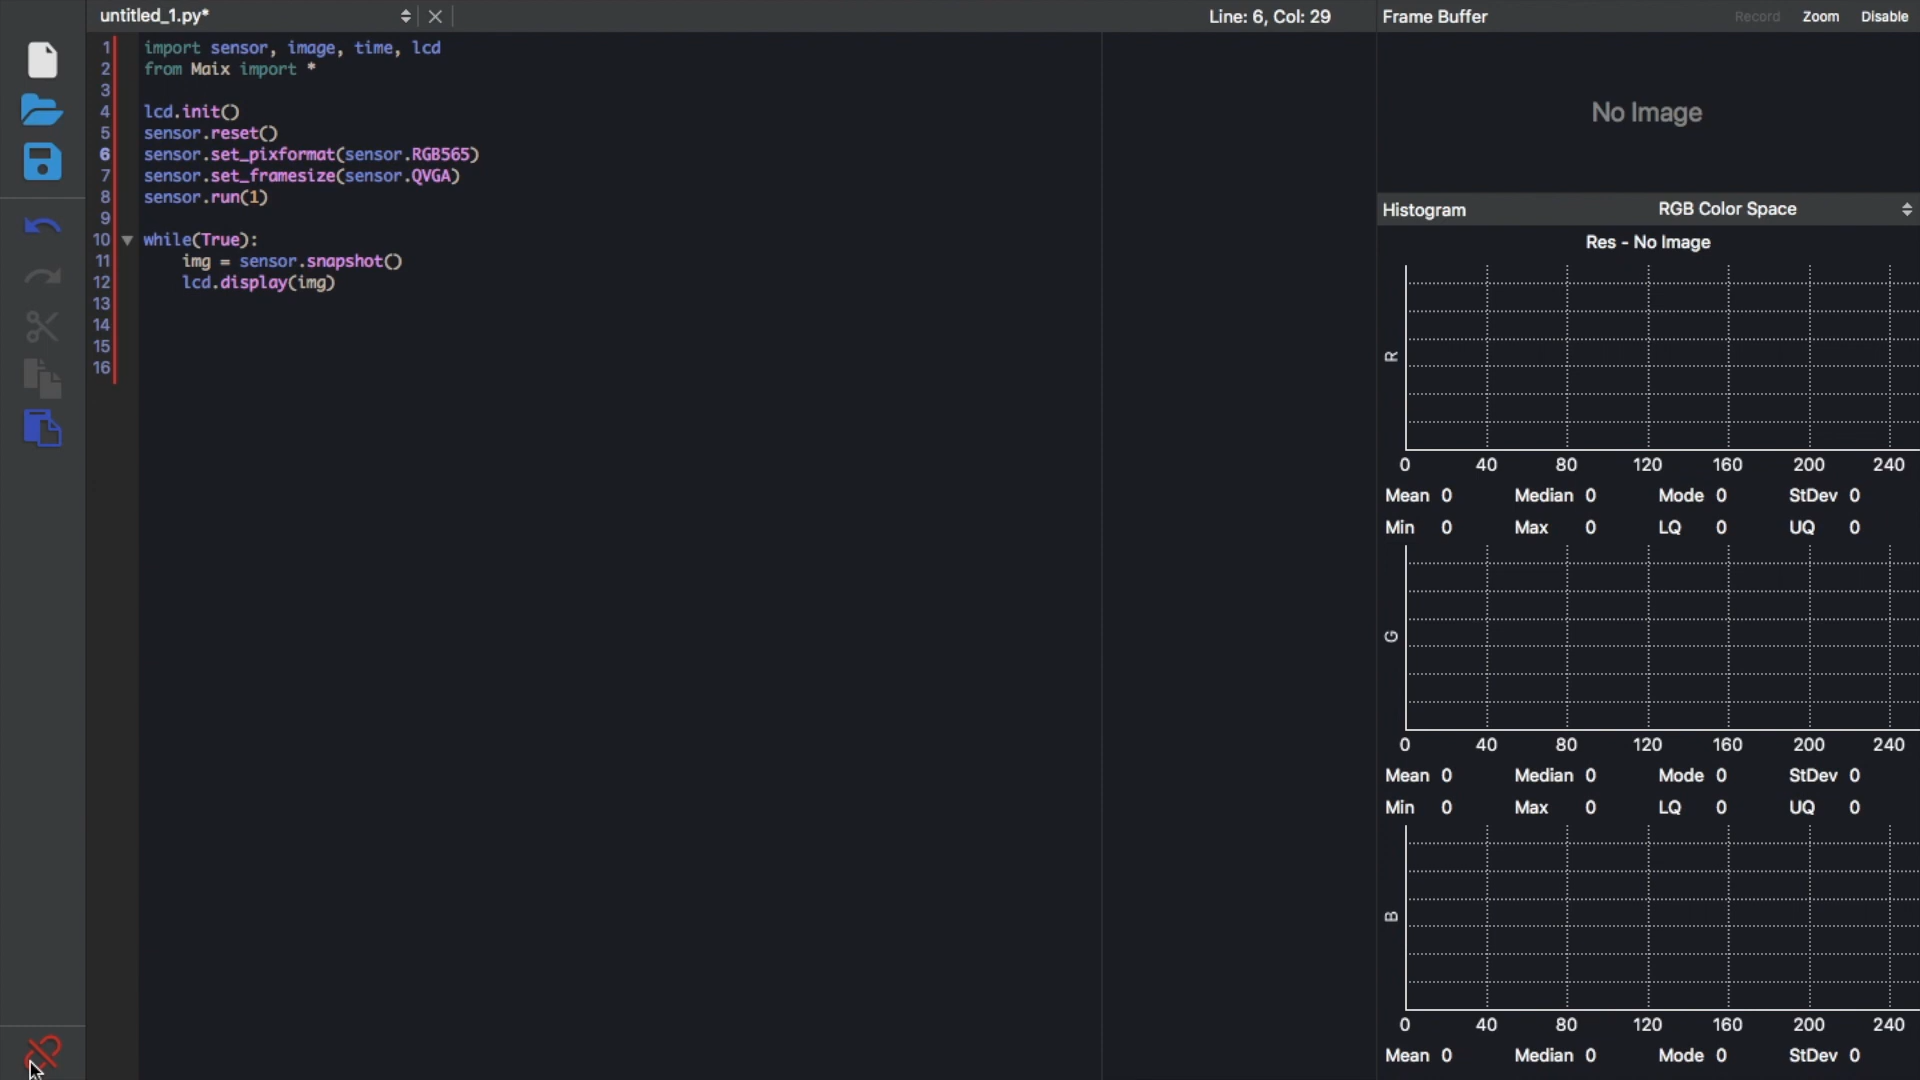 untitled_1.py*
Line: 6, Col: 29
1 import sensor, image, time, lcd
2 from Maix import *
3
4 lcd.init()
5 sensor.reset()
6 sensor.set_pixformat(sensor.RGB565)
7 sensor.set_framesize(sensor.QVGA)
8 sensor.run(1)
9
10 while(True):
11     img = sensor.snapshot()
12     lcd.display(img)
13
14
15
16
Frame Buffer Record Zoom Disable
No Image
Histogram RGB Color Space
Res - No Image
R
0 40 80 120 160 200 240
Mean 0 Median 0 Mode 0 StDev 0
Min 0 Max 0 LQ 0 UQ 0
G
0 40 80 120 160 200 240
Mean 0 Median 0 Mode 0 StDev 0
Min 0 Max 0 LQ 0 UQ 0
B
0 40 80 120 160 200 240
Mean 0 Median 0 Mode 0 StDev 0